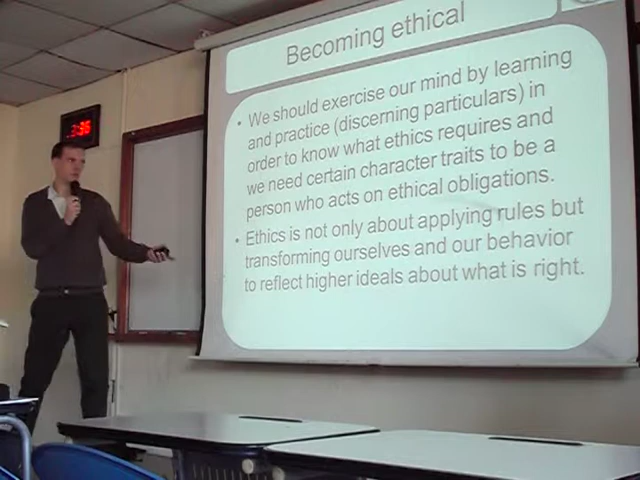 Becoming ethical
• We should exercise our mind by learning
and practice (discerning particulars) in
order to know what ethics requires and
we need certain character traits to be a
person who acts on ethical obligations.
• Ethics is not only about applying rules but
transforming ourselves and our behavior
to reflect higher ideals about what is right.